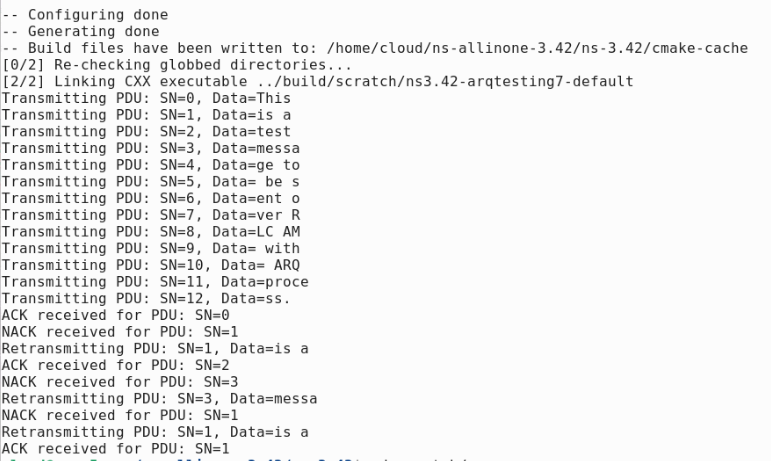 -- Configuring done
-- Generating done
-- Build files have been written to: /home/cloud/ns-allinone-3.42/ns-3.42/cmake-cache
[0/2] Re-checking globbed directories...
[2/2] Linking CXX executable ../build/scratch/ns3.42-arqtesting7-default
Transmitting PDU: SN=0, Data=This
Transmitting PDU: SN=1, Data=is a
Transmitting PDU: SN=2, Data=test
Transmitting PDU: SN=3, Data=messa
Transmitting PDU: SN=4, Data=ge to
Transmitting PDU: SN=5, Data= be s
Transmitting PDU: SN=6, Data=ent o
Transmitting PDU: SN=7, Data=ver R
Transmitting PDU: SN=8, Data=LC AM
Transmitting PDU: SN=9, Data= with
Transmitting PDU: SN=10, Data= ARQ
Transmitting PDU: SN=11, Data=proce
Transmitting PDU: SN=12, Data=ss.
ACK received for PDU: SN=0
NACK received for PDU: SN=1
Retransmitting PDU: SN=1, Data=is a
ACK received for PDU: SN=2
NACK received for PDU: SN=3
Retransmitting PDU: SN=3, Data=messa
NACK received for PDU: SN=1
Retransmitting PDU: SN=1, Data=is a
ACK received for PDU: SN=1